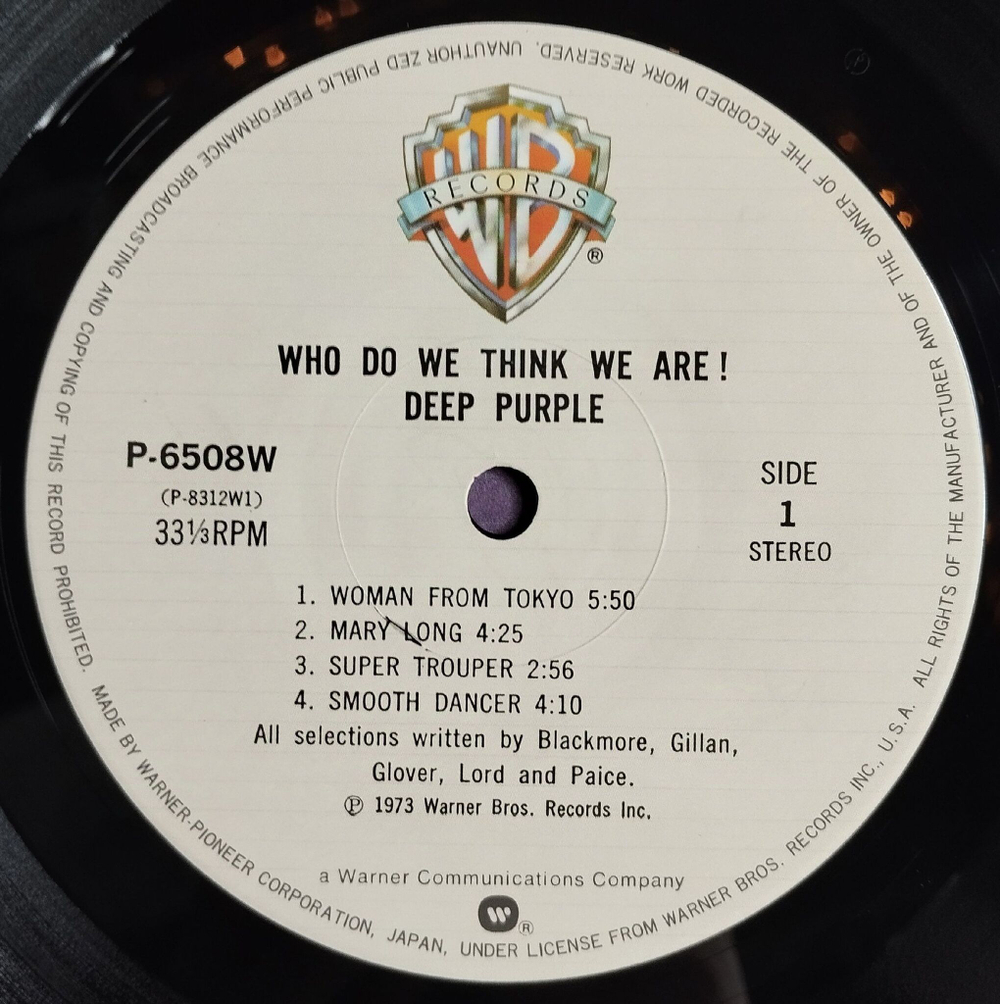 WB
RECORDS
®
WHO DO WE THINK WE ARE!
DEEP PURPLE
P-6508W
(P-8312W1)
33⅓RPM
SIDE
1
STEREO
1. WOMAN FROM TOKYO 5:50
2. MARY LONG 4:25
3. SUPER TROUPER 2:56
4. SMOOTH DANCER 4:10
All selections written by Blackmore, Gillan,
Glover, Lord and Paice.
Ⓟ 1973 Warner Bros. Records Inc.
a Warner Communications Company
W®
MADE BY WARNER-PIONEER CORPORATION, JAPAN, UNDER LICENSE FROM WARNER BROS. RECORDS INC., U.S.A. ALL RIGHTS OF THE MANUFACTURER AND OF THE OWNER OF THE RECORDED WORK RESERVED. UNAUTHOR ZED PUBLIC PERFORMANCE BROADCASTING AND COPYING OF THIS RECORD PROHIBITED.